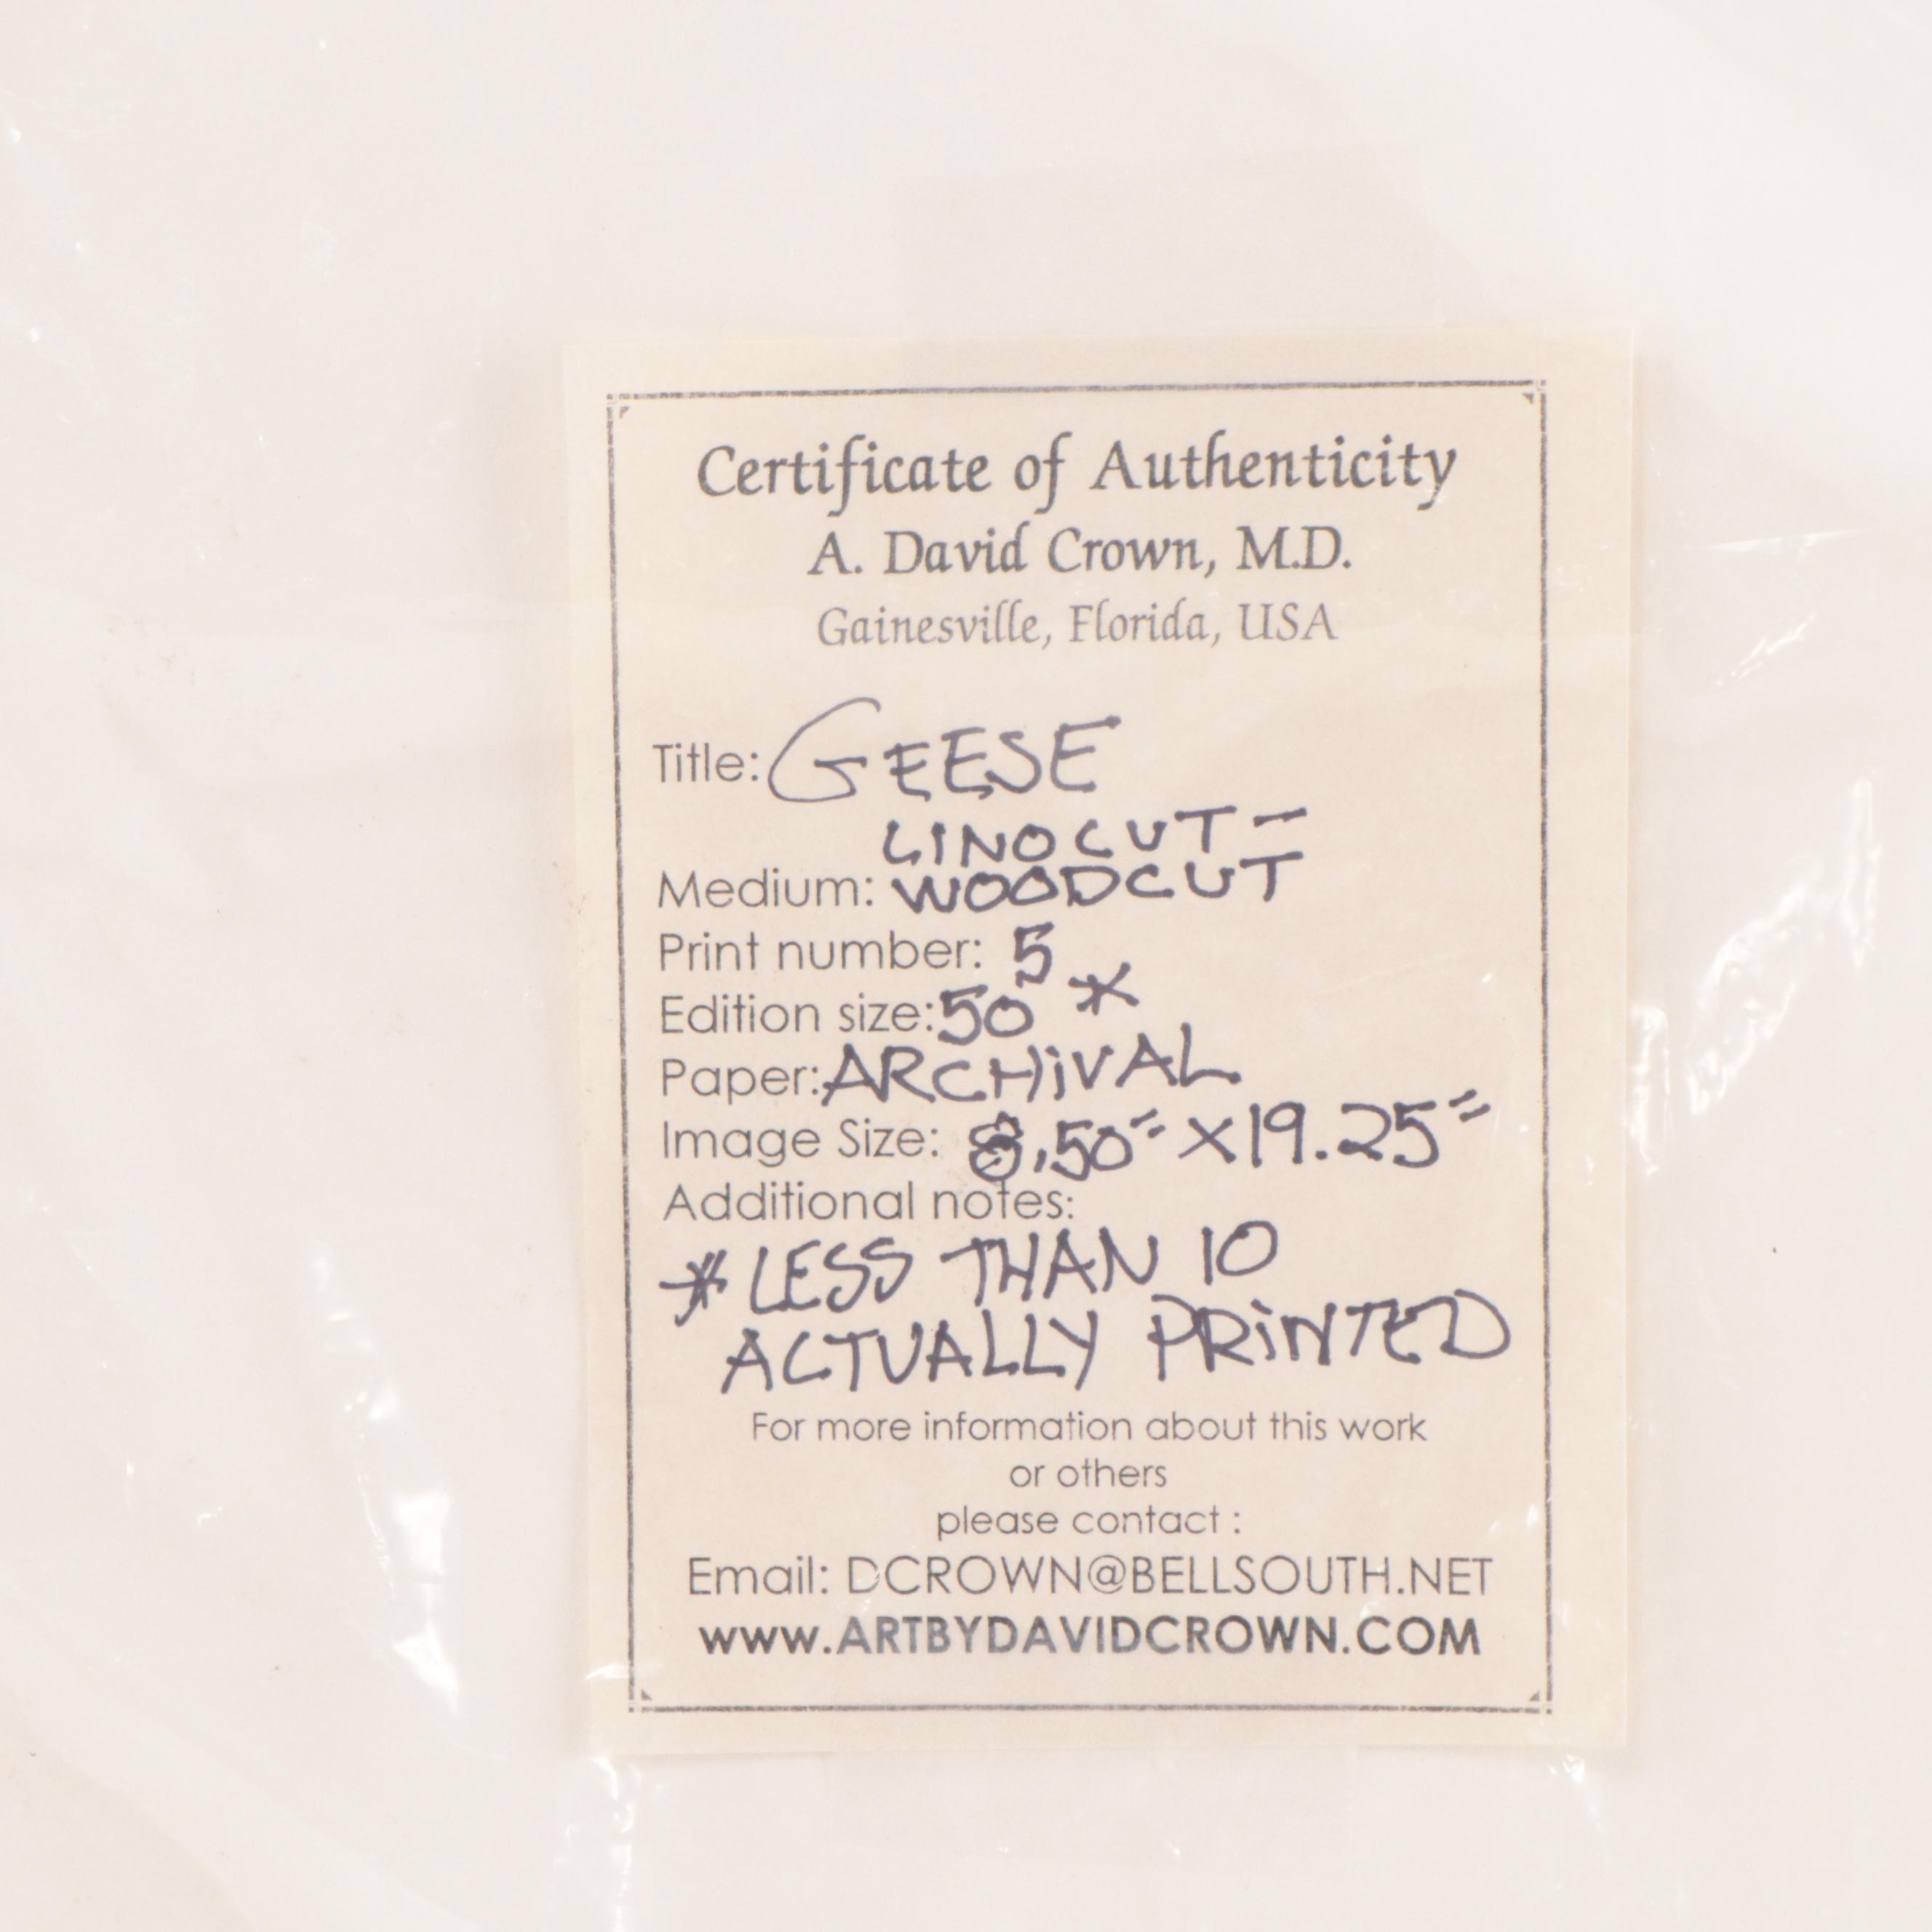 Certificate of Authenticity
A. David Crown, M.D.
Gainesville, Florida, USA
Title: GEESE
LINOCUT -
Medium: WOODCUT
Print number: 5
Edition size: 50 *
Paper: ARCHiVAL
Image Size: 8.50" X 19.25"
Additional notes:
* LESS THAN 10
ACTUALLY PRiNTED
For more information about this work
or others
please contact :
Email: DCROWN@BELLSOUTH.NET
www.ARTBYDAVIDCROWN.COM